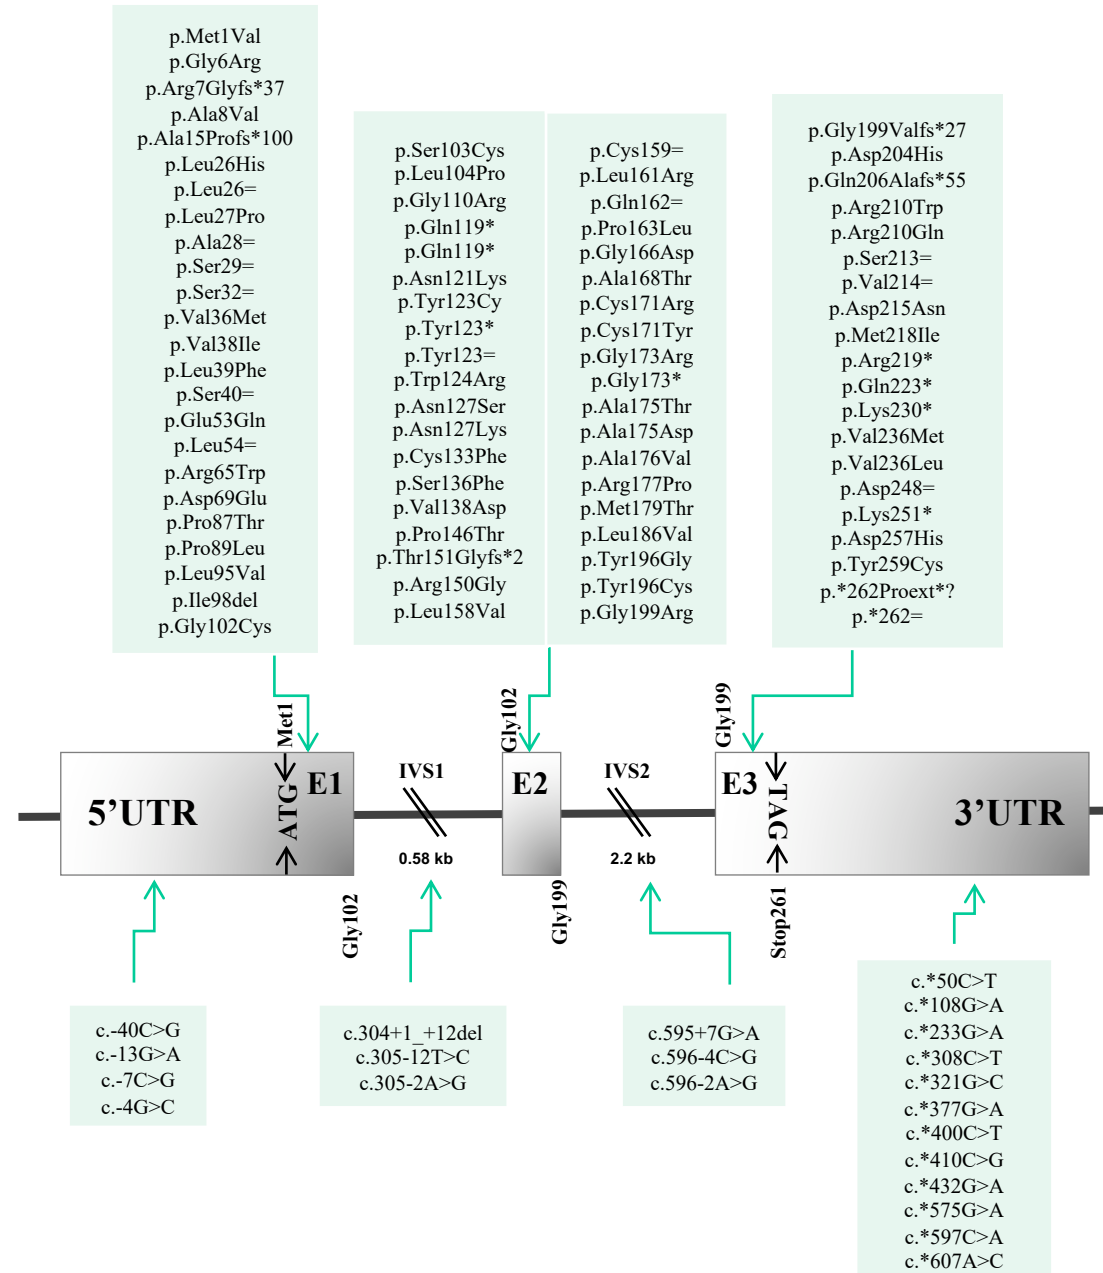 p.Met1Val
p.Gly6Arg
p.Arg7Glyfs*37
p.Ala8Val
p.Ala15Profs*100
p.Leu26His
p.Leu26=
p.Leu27Pro
p.Ala28=
p.Ser29=
p.Ser32=
p.Val36Met
p.Val38Ile
p.Leu39Phe
p.Ser40=
p.Glu53Gln
p.Leu54=
p.Arg65Trp
p.Asp69Glu
p.Pro87Thr
p.Pro89Leu
p.Leu95Val
p.Ile98del
p.Gly102Cys
p.Ser103Cys
p.Leu104Pro
p.Gly110Arg
p.Gln119*
p.Gln119*
p.Asn121Lys
p.Tyr123Cy
p.Tyr123*
p.Tyr123=
p.Trp124Arg
p.Asn127Ser
p.Asn127Lys
p.Cys133Phe
p.Ser136Phe
p.Val138Asp
p.Pro146Thr
p.Thr151Glyfs*2
p.Arg150Gly
p.Leu158Val
p.Cys159=
p.Leu161Arg
p.Gln162=
p.Pro163Leu
p.Gly166Asp
p.Ala168Thr
p.Cys171Arg
p.Cys171Tyr
p.Gly173Arg
p.Gly173*
p.Ala175Thr
p.Ala175Asp
p.Ala176Val
p.Arg177Pro
p.Met179Thr
p.Leu186Val
p.Tyr196Gly
p.Tyr196Cys
p.Gly199Arg
p.Gly199Valfs*27
p.Asp204His
p.Gln206Alafs*55
p.Arg210Trp
p.Arg210Gln
p.Ser213=
p.Val214=
p.Asp215Asn
p.Met218Ile
p.Arg219*
p.Gln223*
p.Lys230*
p.Val236Met
p.Val236Leu
p.Asp248=
p.Lys251*
p.Asp257His
p.Tyr259Cys
p.*262Proext*?
p.*262=
Met1
Gly102
Gly199
5’UTR
ATG
E1
IVS1
0.58 kb
E2
IVS2
2.2 kb
E3
TAG
3’UTR
Gly102
Gly199
Stop261
c.-40C>G
c.-13G>A
c.-7C>G
c.-4G>C
c.304+1_+12del
c.305-12T>C
c.305-2A>G
c.595+7G>A
c.596-4C>G
c.596-2A>G
c.*50C>T
c.*108G>A
c.*233G>A
c.*308C>T
c.*321G>C
c.*377G>A
c.*400C>T
c.*410C>G
c.*432G>A
c.*575G>A
c.*597C>A
c.*607A>C